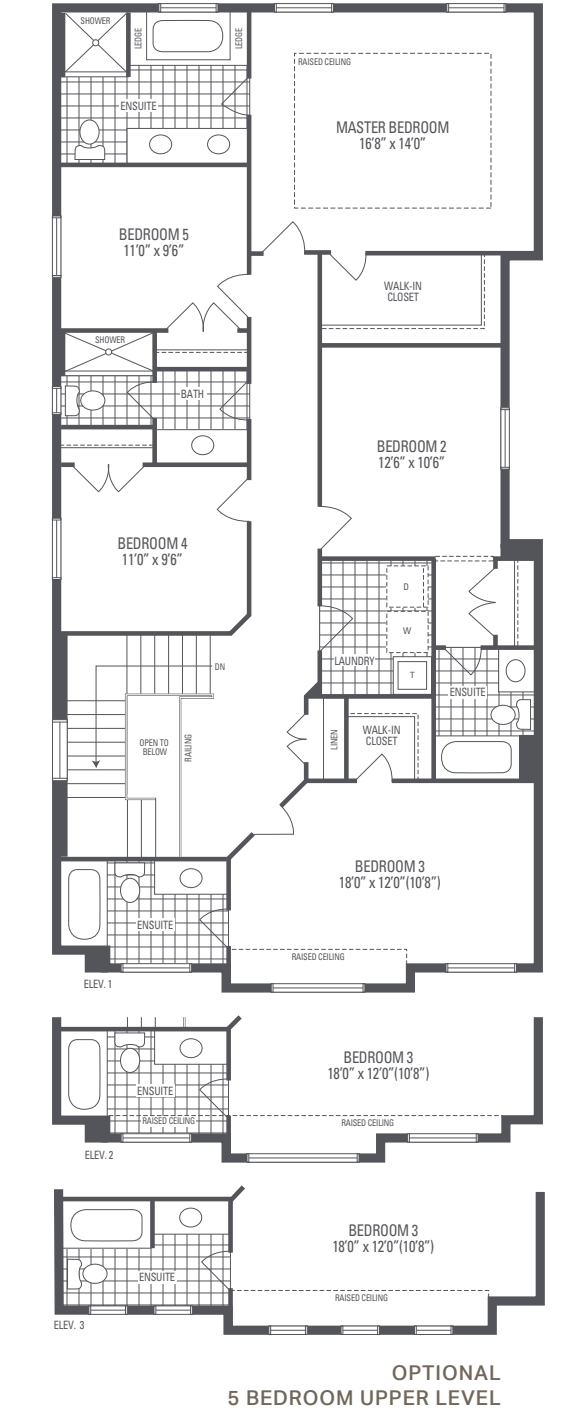 SHOWER
LEDGE
LEDGE
ENSUITE
RAISED CEILING
MASTER BEDROOM
16'8" x 14'0"
BEDROOM 5
11'0" x 9'6"
WALK-IN
CLOSET
SHOWER
BATH
BEDROOM 2
12'6" x 10'6"
BEDROOM 4
11'0" x 9'6"
D
W
LAUNDRY
T
DN
ENSUITE
OPEN TO
BELOW
RAILING
LINEN
WALK-IN
CLOSET
BEDROOM 3
18'0" x 12'0"(10'8")
ENSUITE
RAISED CEILING
ELEV. 1
BEDROOM 3
18'0" x 12'0"(10'8")
ENSUITE
RAISED CEILING
RAISED CEILING
ELEV. 2
BEDROOM 3
18'0" x 12'0"(10'8")
ENSUITE
RAISED CEILING
ELEV. 3
OPTIONAL
5 BEDROOM UPPER LEVEL